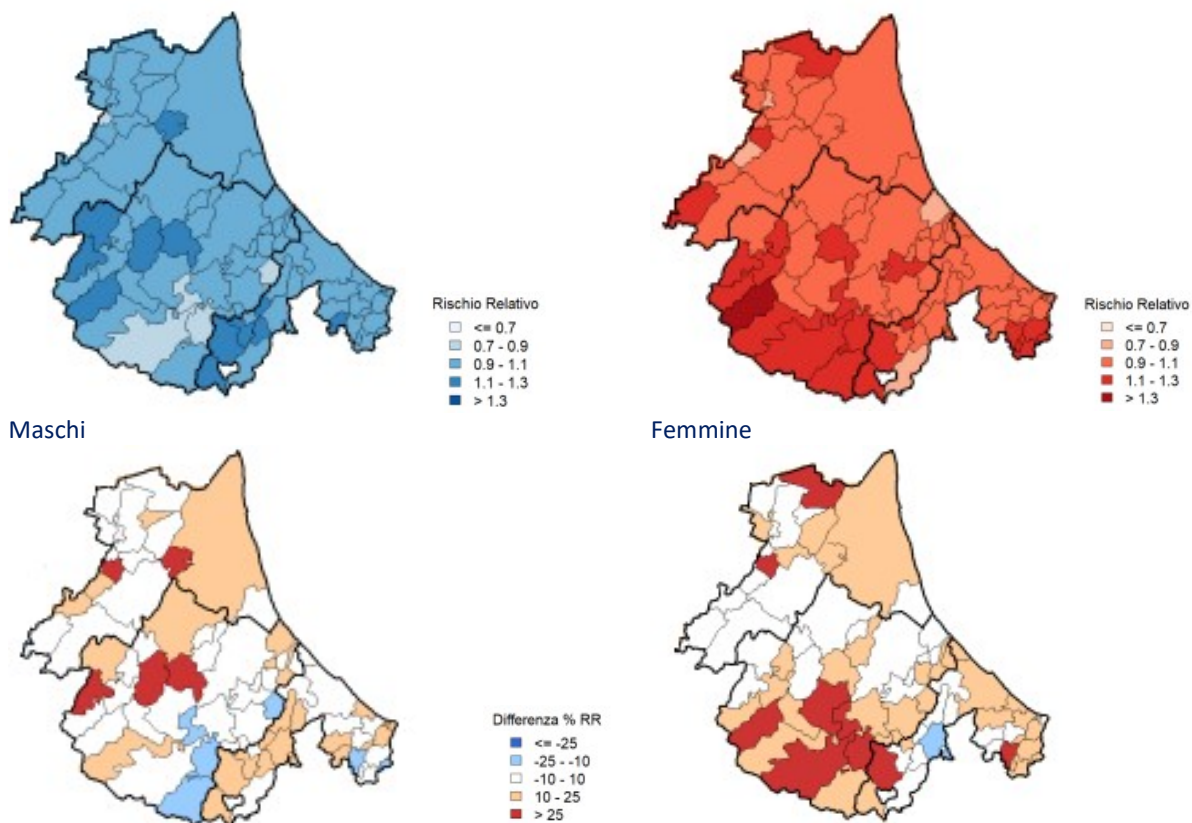 Rischio Relativo
<= 0.7
0.7 - 0.9
0.9 - 1.1
1.1 - 1.3
> 1.3
Rischio Relativo
<= 0.7
0.7 - 0.9
0.9 - 1.1
1.1 - 1.3
> 1.3
Maschi
Femmine
Differenza % RR
<= -25
-25 - -10
-10 - 10
10 - 25
> 25